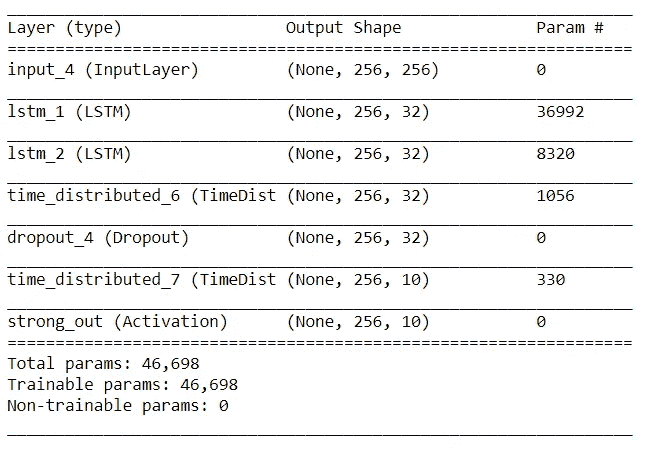 Layer (type) Output Shape Param #
input_4 (InputLayer) (None, 256, 256) 0
lstm_1 (LSTM) (None, 256, 32) 36992
lstm_2 (LSTM) (None, 256, 32) 8320
time_distributed_6 (TimeDist (None, 256, 32) 1056
dropout_4 (Dropout) (None, 256, 32) 0
time_distributed_7 (TimeDist (None, 256, 10) 330
strong_out (Activation) (None, 256, 10) 0
Total params: 46,698
Trainable params: 46,698
Non-trainable params: 0